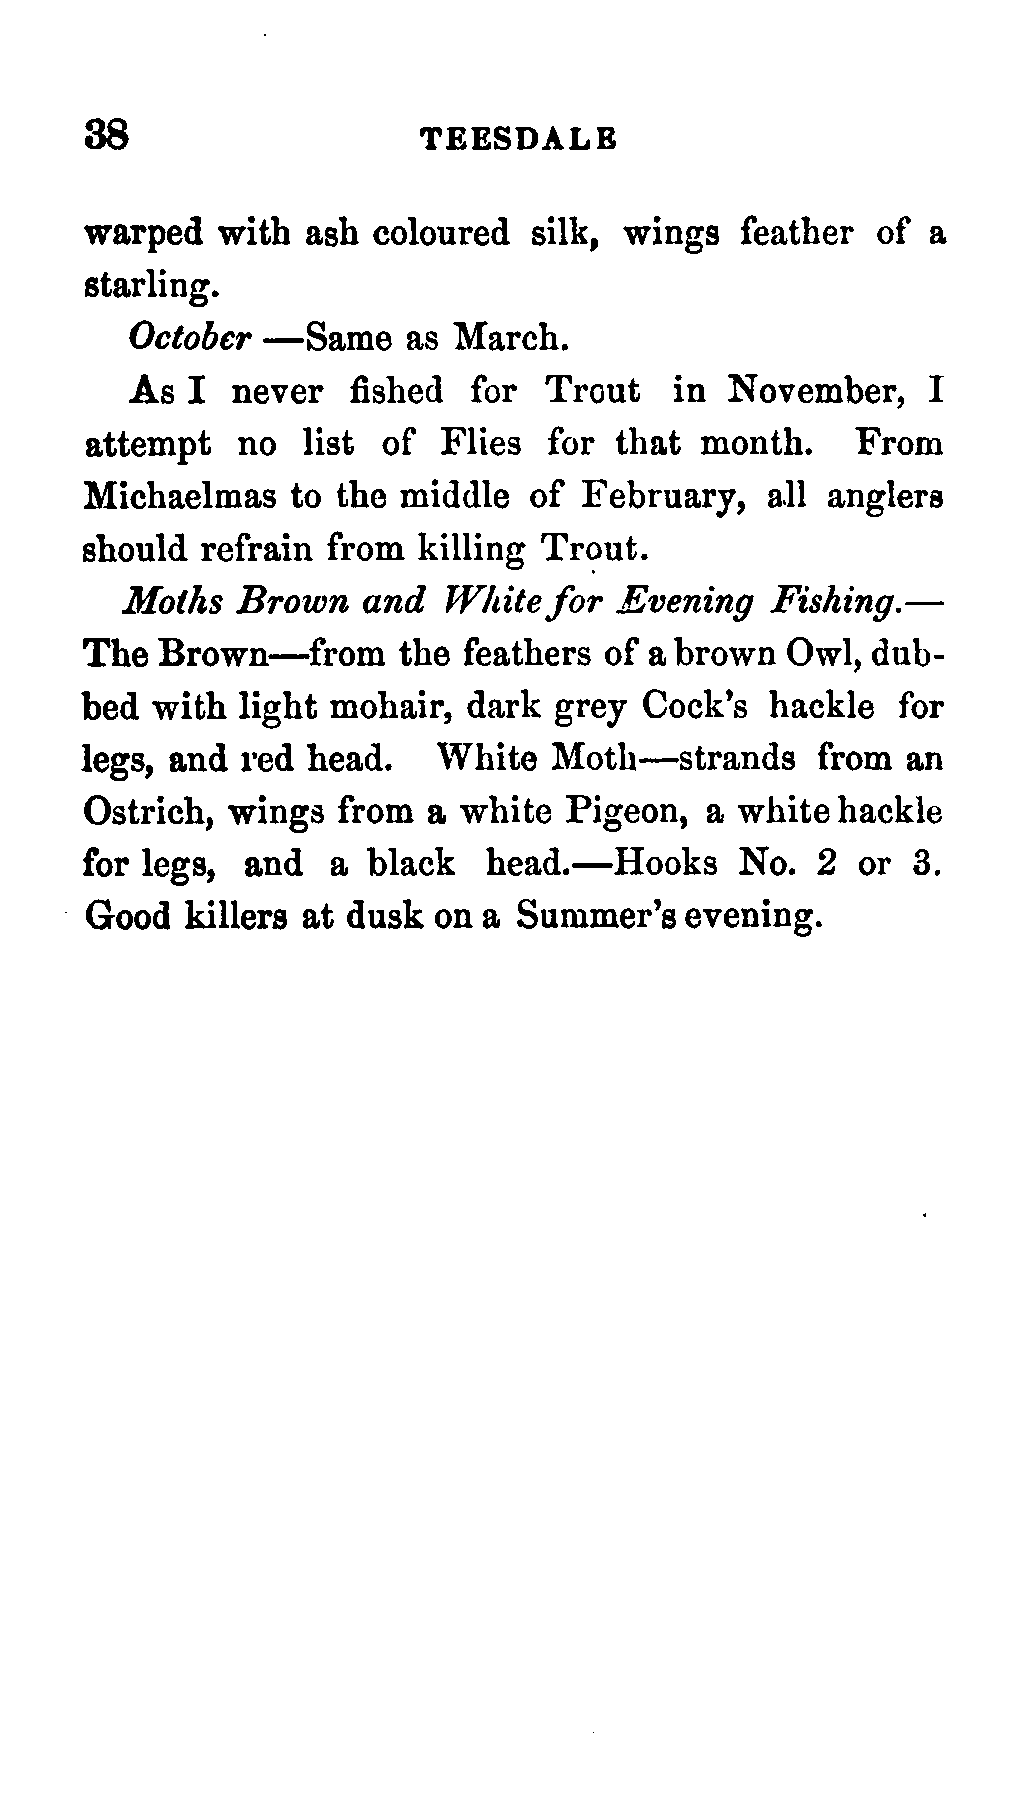 38 TEESDALE
warped with ash coloured silk, wings feather of a
starling.
October —Same as March.
As I never fished for Trout in November, I
attempt no list of Flies for that month. From
Michaelmas to the middle of February, all anglers
should refrain from killing Trout.
Moths Brown and White for Evening Fishing.—
The Brown—from the feathers of a brown Owl, dub-
bed with light mohair, dark grey Cock's hackle for
legs, and red head. White Moth—strands from an
Ostrich, wings from a white Pigeon, a white hackle
for legs, and a black head.—Hooks No. 2 or 3.
Good killers at dusk on a Summer's evening.